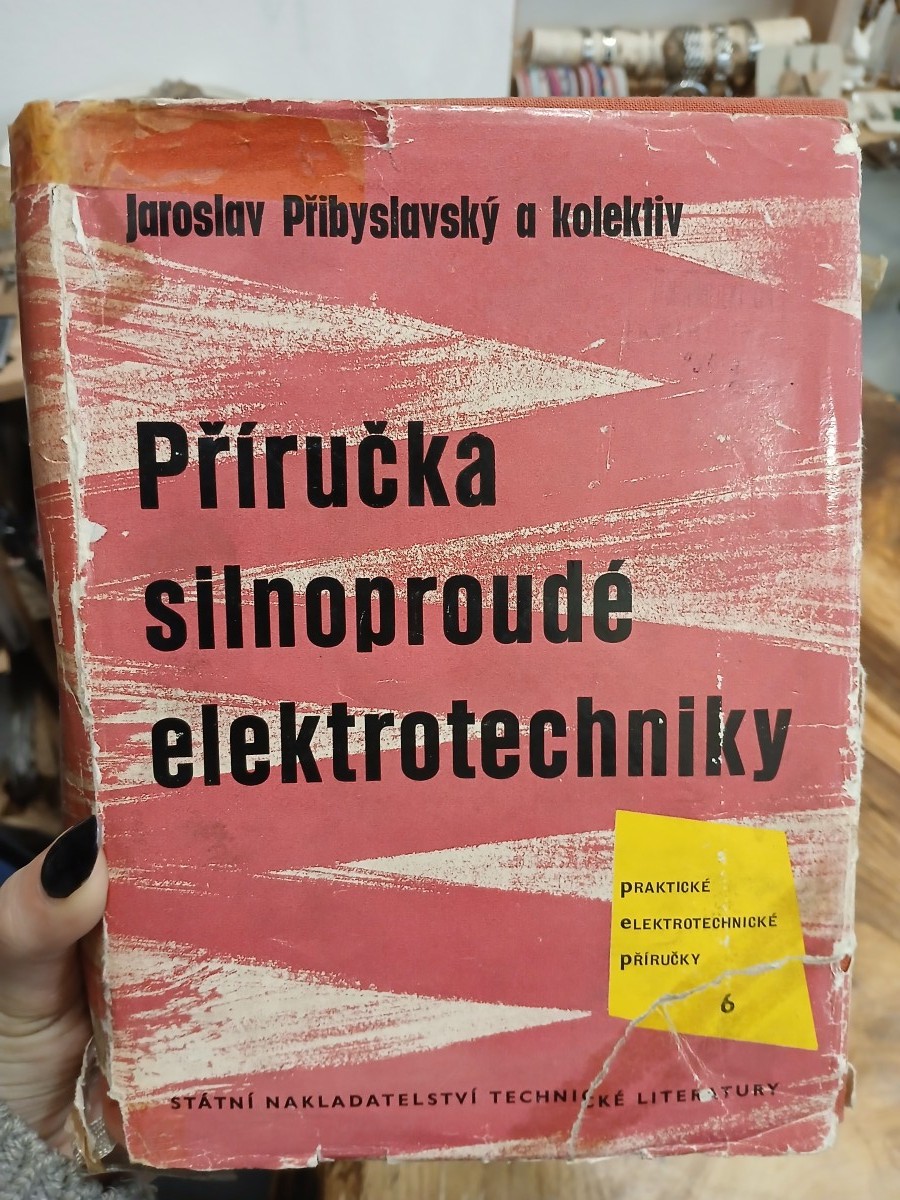 Jaroslav Přibyslavský a kolektiv
Příručka
silnoproudé
elektrotechniky
PRAKTICKÉ
eLEKTROTECHNICKÉ
PŘÍRUČKY
6
STÁTNÍ NAKLADATELSTVÍ TECHNICKÉ LITERATURY